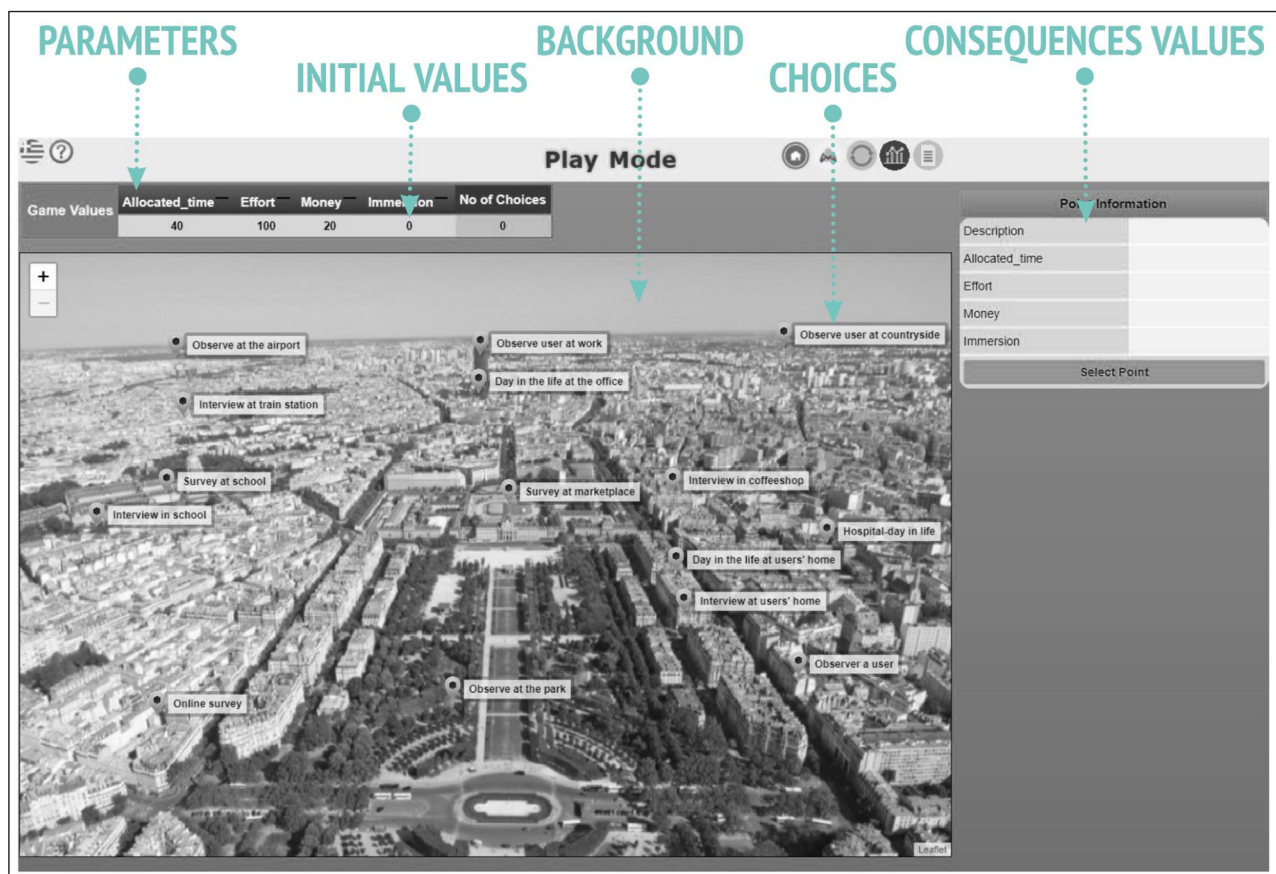 PARAMETERS
BACKGROUND
CONSEQUENCES VALUES
INITIAL VALUES
CHOICES
Play Mode
Game Values
Allocated_time Effort Money Immersion No of Choices
40 100 20 0 0
Point Information
Description
Allocated_time
Effort
Money
Immersion
Select Point
+
−
Observe at the airport
Observe user at work
Observe user at countryside
Day in the life at the office
Interview at train station
Survey at school
Survey at marketplace
Interview in coffeeshop
Interview in school
Hospital-day in life
Day in the life at users' home
Interview at users' home
Observer a user
Observe at the park
Online survey
Leaflet